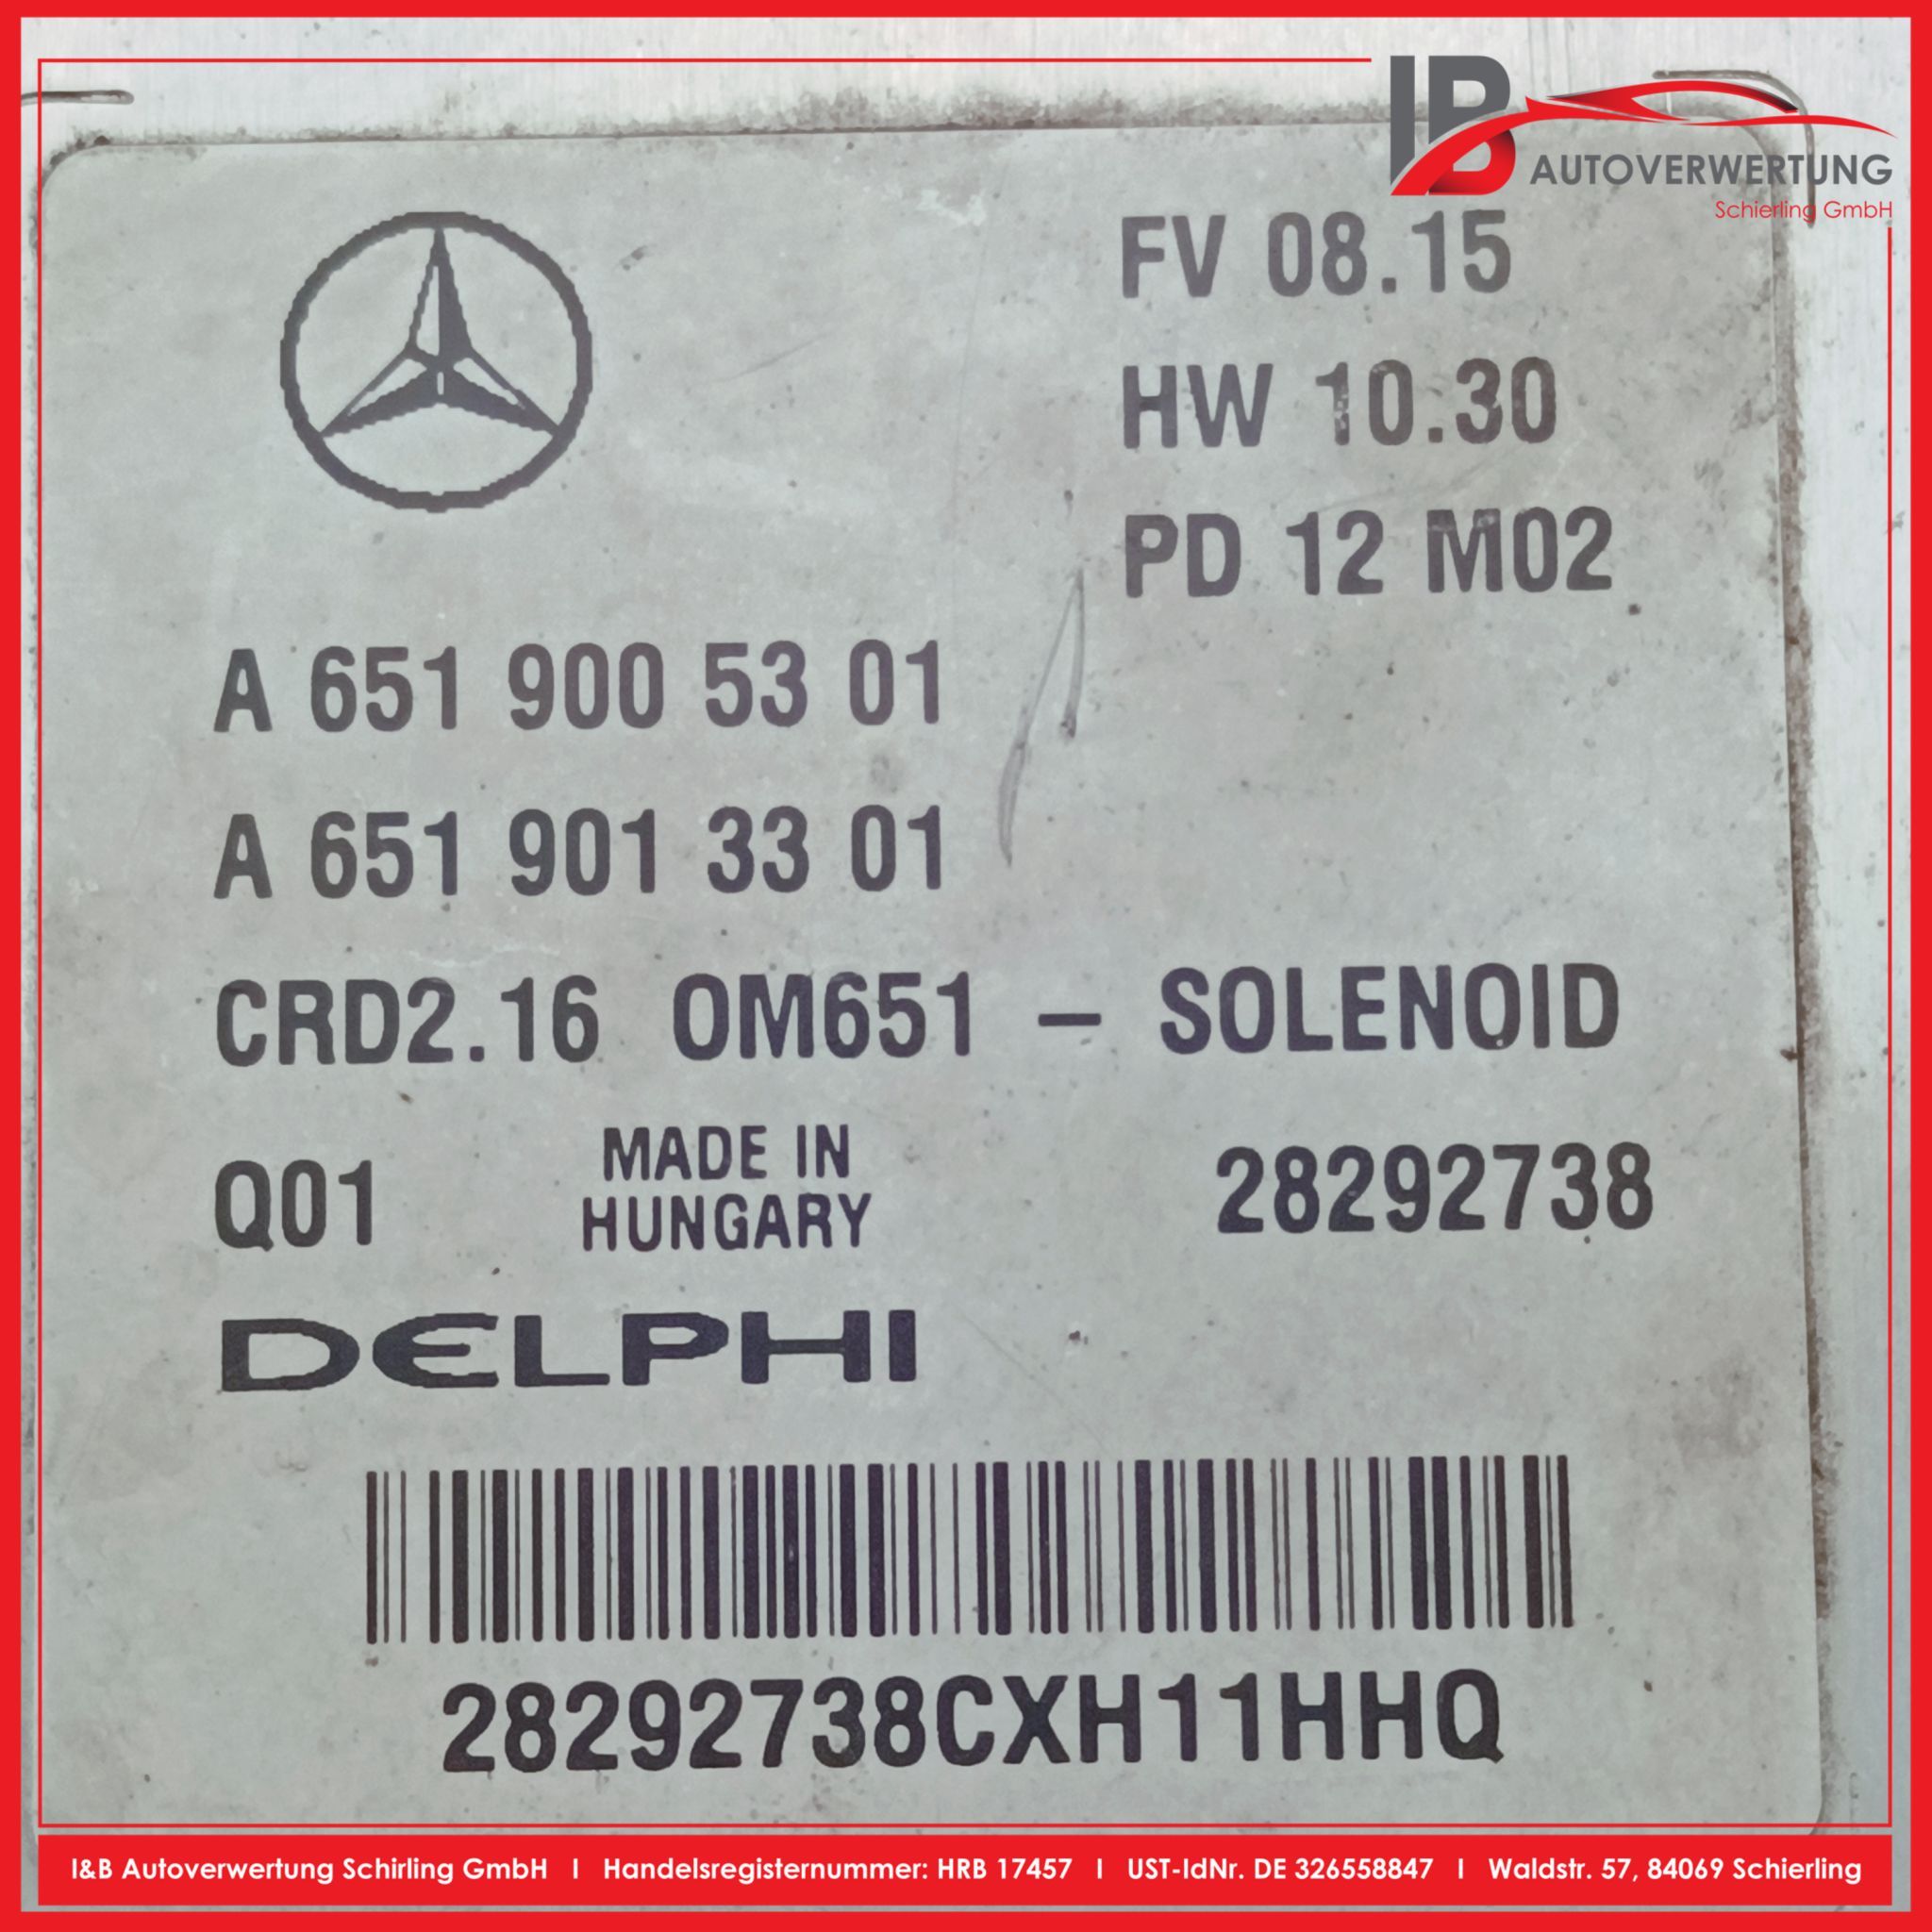 IB
AUTOVERWERTUNG
Schierling GmbH
FV 08.15
HW 10.30
PD 12 M02
A 651 900 53 01
A 651 901 33 01
CRD2.16 OM651 – SOLENOID
Q01
MADE IN
HUNGARY
28292738
DELPHI
28292738CXH11HHQ
I&B Autoverwertung Schirling GmbH I Handelsregisternummer: HRB 17457 I UST-IdNr. DE 326558847 I Waldstr. 57, 84069 Schierling